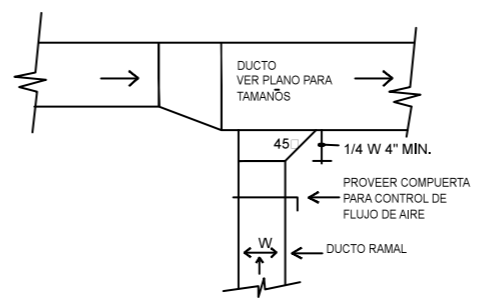 DUCTO
VER PLANO PARA
TAMAÑOS
45□
1/4 W 4" MIN.
PROVEER COMPUERTA
PARA CONTROL DE
FLUJO DE AIRE
W
DUCTO RAMAL